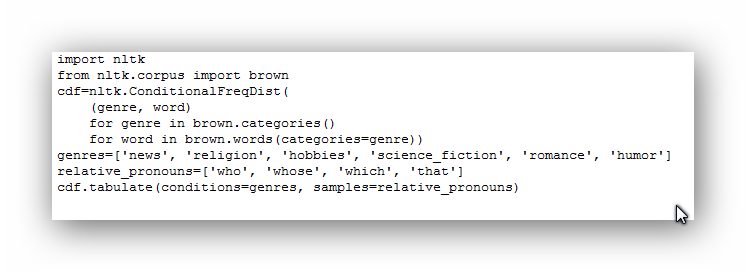 import nltk
from nltk.corpus import brown
cdf=nltk.ConditionalFreqDist(
    (genre, word)
    for genre in brown.categories()
    for word in brown.words(categories=genre))
genres=['news', 'religion', 'hobbies', 'science_fiction', 'romance', 'humor']
relative_pronouns=['who', 'whose', 'which', 'that']
cdf.tabulate(conditions=genres, samples=relative_pronouns)